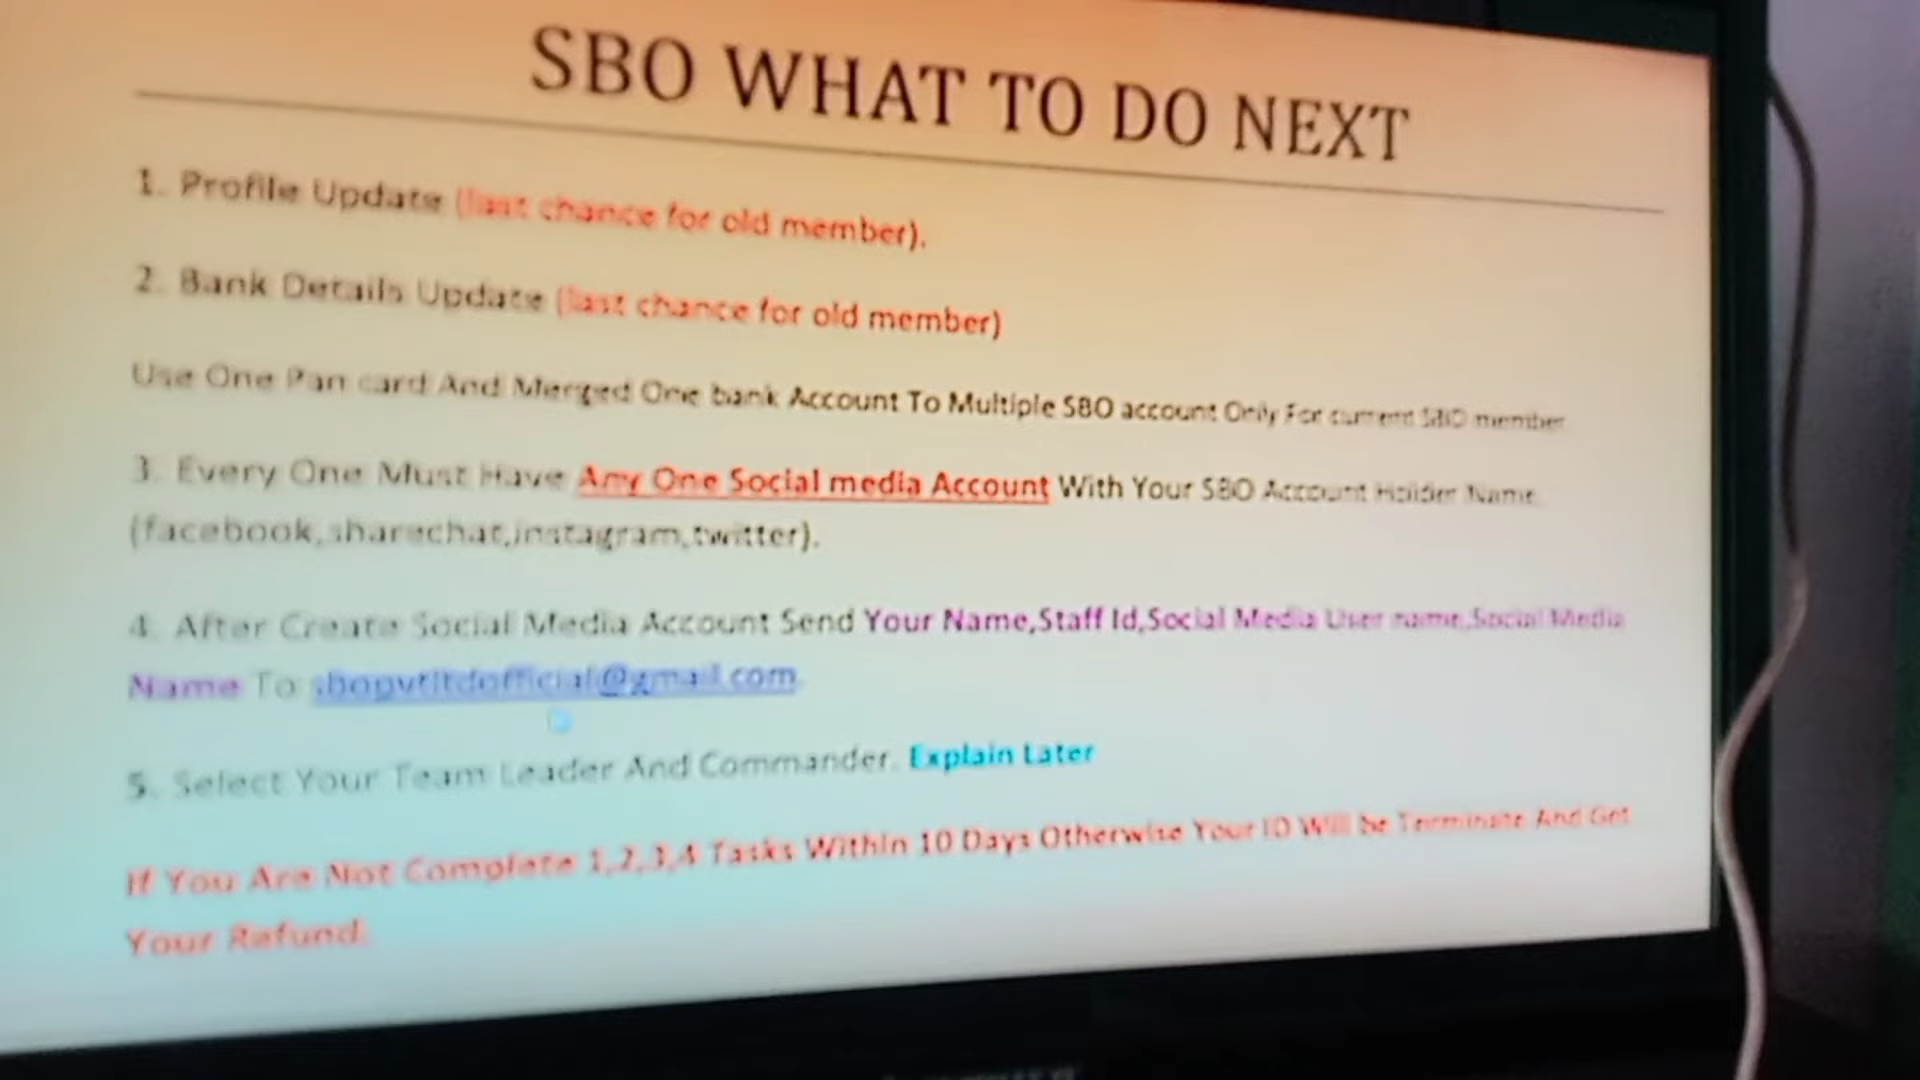 SBO WHAT TO DO NEXT
1. Profile Update (last chance for old member).
2. Bank Details Update (last chance for old member)
Use One Pan card And Merged One bank Account To Multiple SBO account Only For current SBO member
3. Every One Must Have Any One Social media Account With Your SBO Account Holder Name
(facebook,sharechat,instagram,twitter).
4. After Create Social Media Account Send Your Name,Staff Id,Social Media User name,Social Media
Name To sbopvtltdofficial@gmail.com.
5. Select Your Team Leader And Commander. Explain Later
If You Are Not Complete 1,2,3,4 Tasks Within 10 Days Otherwise Your ID Will be Terminate And Get
Your Refund.